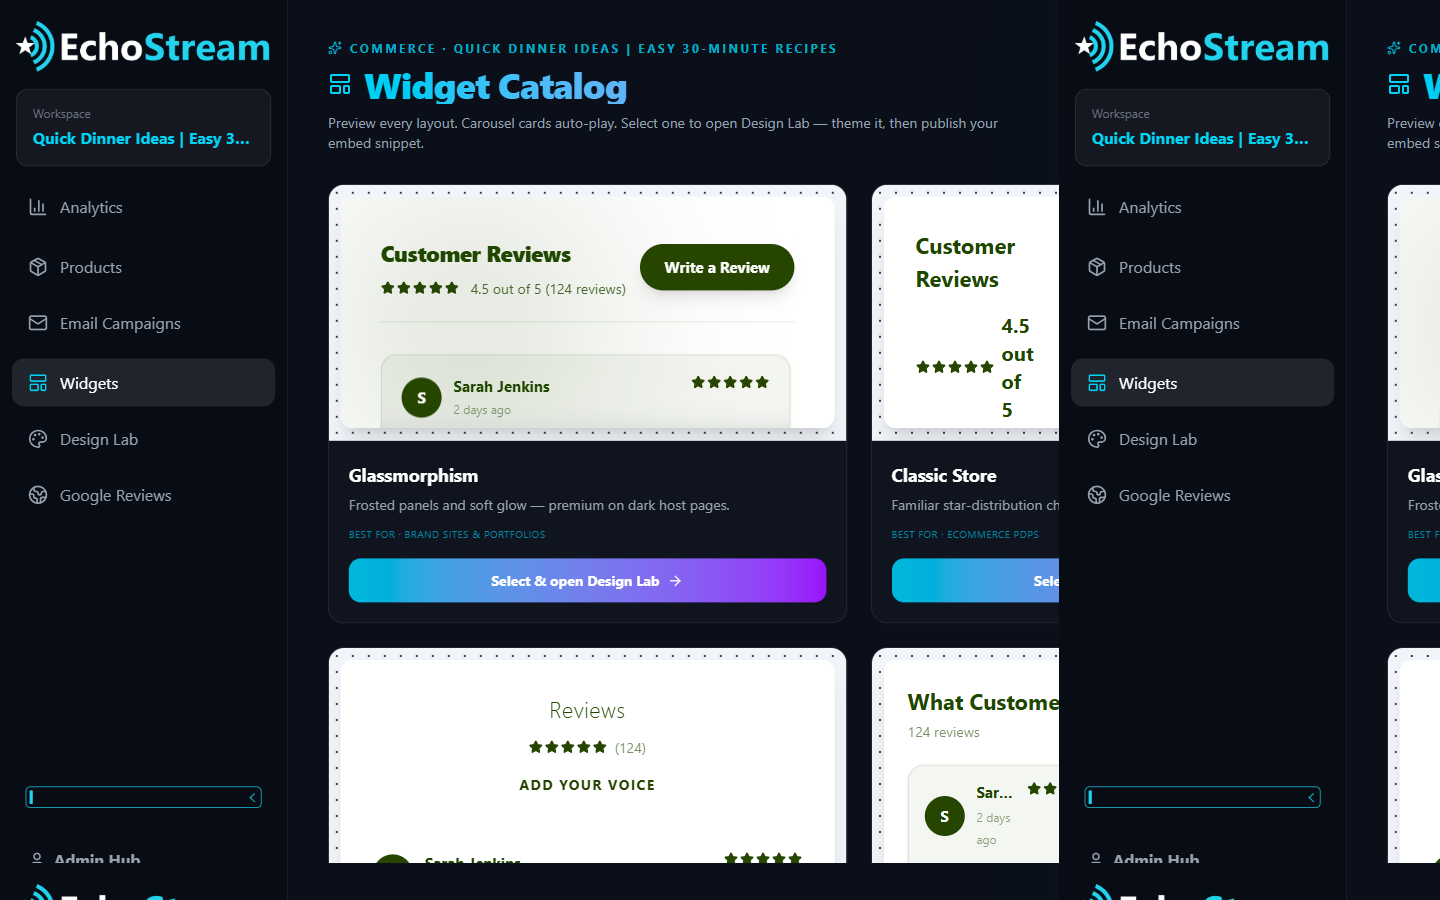 EchoStream
Workspace
Quick Dinner Ideas | Easy 3...
Analytics
Products
Email Campaigns
Widgets
Design Lab
Google Reviews
Admin Hub
COMMERCE · QUICK DINNER IDEAS | EASY 30-MINUTE RECIPES
Widget Catalog
Preview every layout. Carousel cards auto-play. Select one to open Design Lab — theme it, then publish your
embed snippet.
Customer Reviews
4.5 out of 5 (124 reviews)
Write a Review
S
Sarah Jenkins
2 days ago
Glassmorphism
Frosted panels and soft glow — premium on dark host pages.
BEST FOR · BRAND SITES & PORTFOLIOS
Select & open Design Lab →
Customer
Reviews
4.5
out
of
5
Classic Store
Familiar star-distribution ch
BEST FOR · ECOMMERCE PDPS
Sele
Reviews
(124)
ADD YOUR VOICE
Sarah Jenkins
What Custome
124 reviews
S
Sar...
2 days
ago
EchoStream
Workspace
Quick Dinner Ideas | Easy 3...
Analytics
Products
Email Campaigns
Widgets
Design Lab
Google Reviews
Admin Hub
COM
W
Preview
embed s
Glas
Frost
BEST F